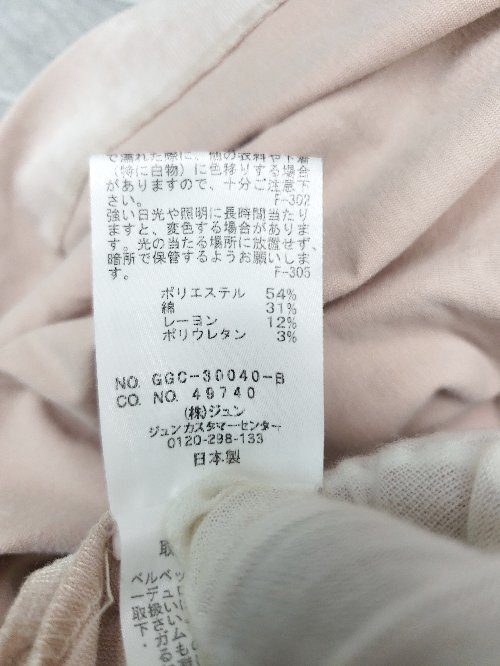 で濡れた際に、他の衣料や下着
(特に白物)に色移りする場合
がありますので、十分ご注意下
さい。 F-302
強い日光や照明に長時間当たり
ますと、変色する場合がありま
す。光の当たる場所に放置せず、
暗所で保管するようお願いしま
す。 F-305
ポリエステル 54%
綿 31%
レーヨン 12%
ポリウレタン 3%
NO. GGC-30040-B
CO. NO. 49740
(株)ジュン
ジュンカスタマーセンター
0120-298-133
日本製
取